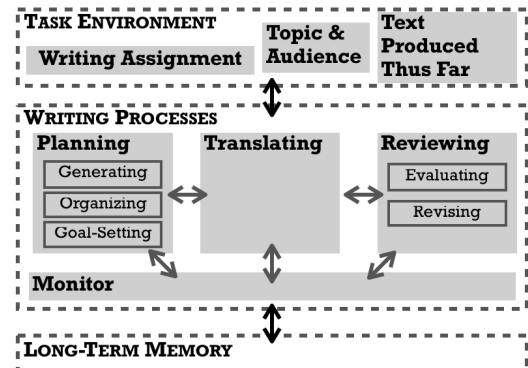 TASK ENVIRONMENT
Writing Assignment
Topic &
Audience
Text
Produced
Thus Far
WRITING PROCESSES
Planning
Generating
Organizing
Goal-Setting
Translating
Reviewing
Evaluating
Revising
Monitor
LONG-TERM MEMORY